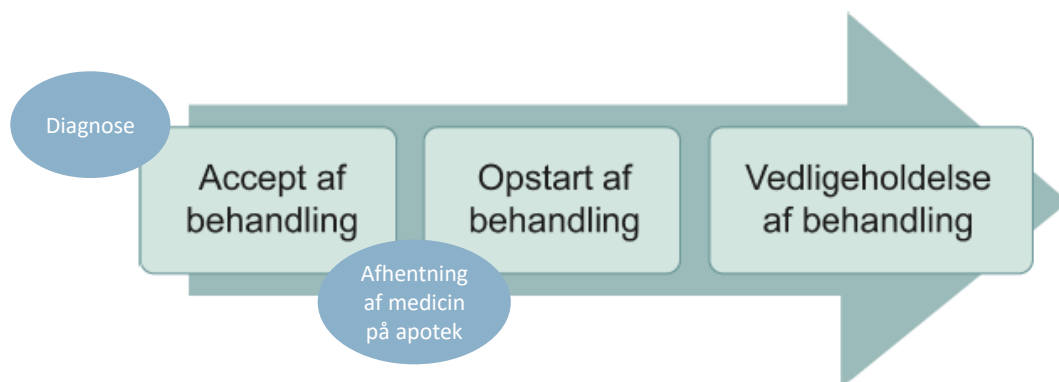 Diagnose
Accept af
behandling
Opstart af
behandling
Vedligeholdelse
af behandling
Afhentning
af medicin
på apotek